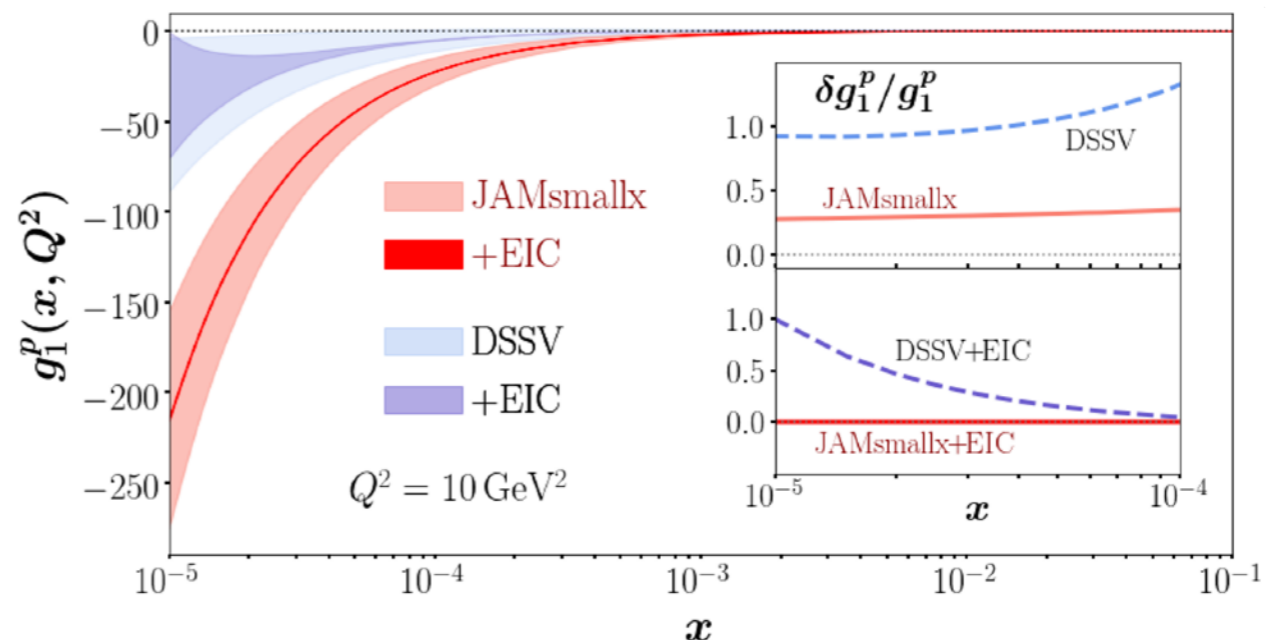 g₁ᵖ(x, Q²)
0
−50
−100
−150
−200
−250
JAMsmallx
+EIC
DSSV
+EIC
Q² = 10 GeV²
10⁻⁵
10⁻⁴
10⁻³
10⁻²
10⁻¹
x
δg₁ᵖ/g₁ᵖ
1.0
0.5
0.0
DSSV
JAMsmallx
1.0
0.5
0.0
DSSV+EIC
JAMsmallx+EIC
10⁻⁵
10⁻⁴
x